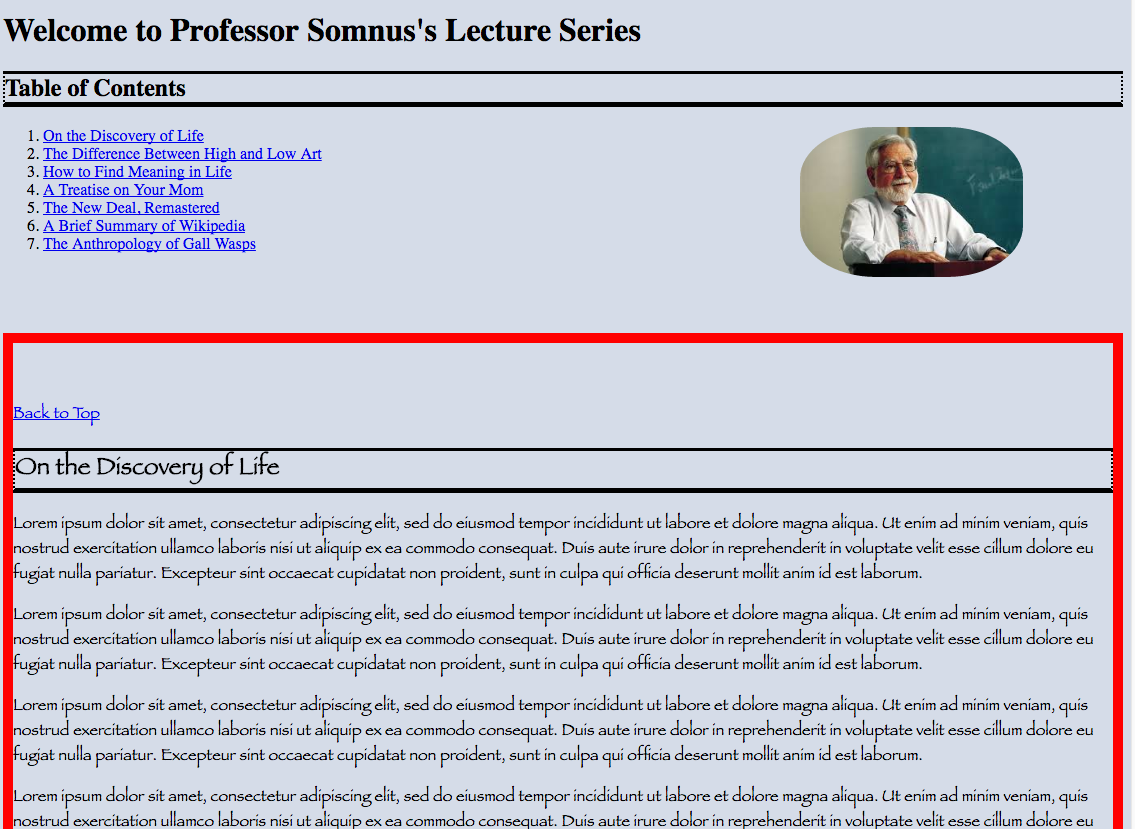 Welcome to Professor Somnus's Lecture Series
Table of Contents
1. On the Discovery of Life
2. The Difference Between High and Low Art
3. How to Find Meaning in Life
4. A Treatise on Your Mom
5. The New Deal, Remastered
6. A Brief Summary of Wikipedia
7. The Anthropology of Gall Wasps
Back to Top
On the Discovery of Life
Lorem ipsum dolor sit amet, consectetur adipiscing elit, sed do eiusmod tempor incididunt ut labore et dolore magna aliqua. Ut enim ad minim veniam, quis
nostrud exercitation ullamco laboris nisi ut aliquip ex ea commodo consequat. Duis aute irure dolor in reprehenderit in voluptate velit esse cillum dolore eu
fugiat nulla pariatur. Excepteur sint occaecat cupidatat non proident, sunt in culpa qui officia deserunt mollit anim id est laborum.
Lorem ipsum dolor sit amet, consectetur adipiscing elit, sed do eiusmod tempor incididunt ut labore et dolore magna aliqua. Ut enim ad minim veniam, quis
nostrud exercitation ullamco laboris nisi ut aliquip ex ea commodo consequat. Duis aute irure dolor in reprehenderit in voluptate velit esse cillum dolore eu
fugiat nulla pariatur. Excepteur sint occaecat cupidatat non proident, sunt in culpa qui officia deserunt mollit anim id est laborum.
Lorem ipsum dolor sit amet, consectetur adipiscing elit, sed do eiusmod tempor incididunt ut labore et dolore magna aliqua. Ut enim ad minim veniam, quis
nostrud exercitation ullamco laboris nisi ut aliquip ex ea commodo consequat. Duis aute irure dolor in reprehenderit in voluptate velit esse cillum dolore eu
fugiat nulla pariatur. Excepteur sint occaecat cupidatat non proident, sunt in culpa qui officia deserunt mollit anim id est laborum.
Lorem ipsum dolor sit amet, consectetur adipiscing elit, sed do eiusmod tempor incididunt ut labore et dolore magna aliqua. Ut enim ad minim veniam, quis
nostrud exercitation ullamco laboris nisi ut aliquip ex ea commodo consequat. Duis aute irure dolor in reprehenderit in voluptate velit esse cillum dolore eu